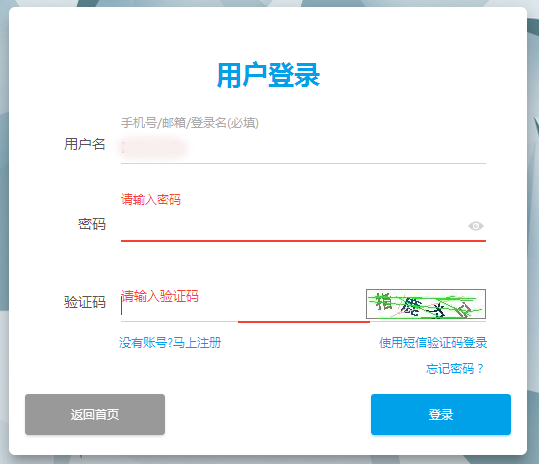 用户登录
手机号/邮箱/登录名(必填)
用户名
请输入密码
密码
请输入验证码
验证码
没有账号?马上注册
使用短信验证码登录
忘记密码？
返回首页
登录